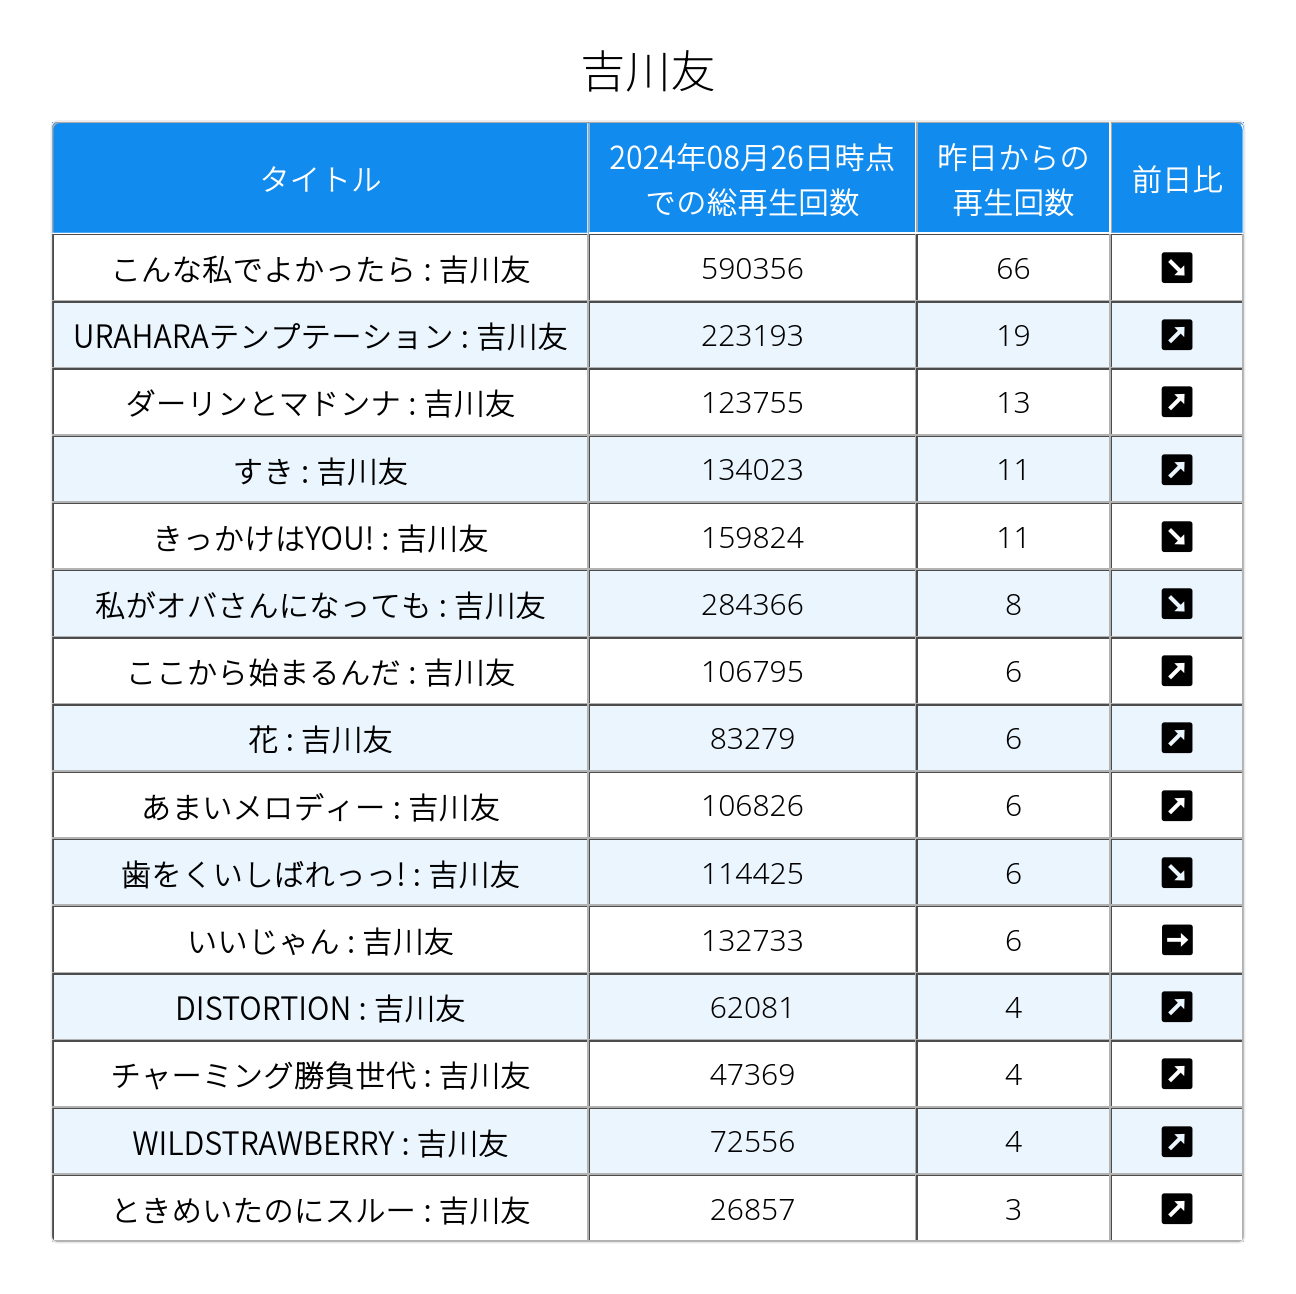 吉川友
タイトル
2024年08月26日時点
での総再生回数
昨日からの
再生回数
前日比
こんな私でよかったら : 吉川友 590356 66
URAHARAテンプテーション : 吉川友 223193 19
ダーリンとマドンナ : 吉川友 123755 13
すき : 吉川友 134023 11
きっかけはYOU! : 吉川友 159824 11
私がオバさんになっても : 吉川友 284366 8
ここから始まるんだ : 吉川友 106795 6
花 : 吉川友 83279 6
あまいメロディー : 吉川友 106826 6
歯をくいしばれっっ! : 吉川友 114425 6
いいじゃん : 吉川友 132733 6
DISTORTION : 吉川友 62081 4
チャーミング勝負世代 : 吉川友 47369 4
WILDSTRAWBERRY : 吉川友 72556 4
ときめいたのにスルー : 吉川友 26857 3